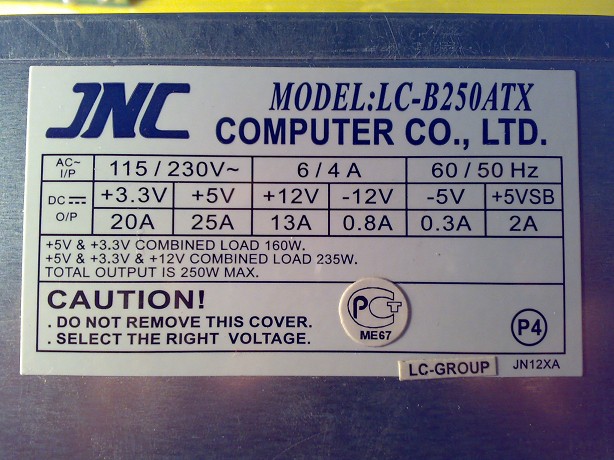 JNC
MODEL:LC-B250ATX
COMPUTER CO., LTD.
AC~ I/P 115 / 230V~ 6 / 4 A 60 / 50 Hz
DC O/P +3.3V +5V +12V -12V -5V +5VSB
20A 25A 13A 0.8A 0.3A 2A
+5V & +3.3V COMBINED LOAD 160W.
+5V & +3.3V & +12V COMBINED LOAD 235W.
TOTAL OUTPUT IS 250W MAX.
CAUTION!
. DO NOT REMOVE THIS COVER.
. SELECT THE RIGHT VOLTAGE.
РСТ
ME67
P4
LC-GROUP
JN12XA